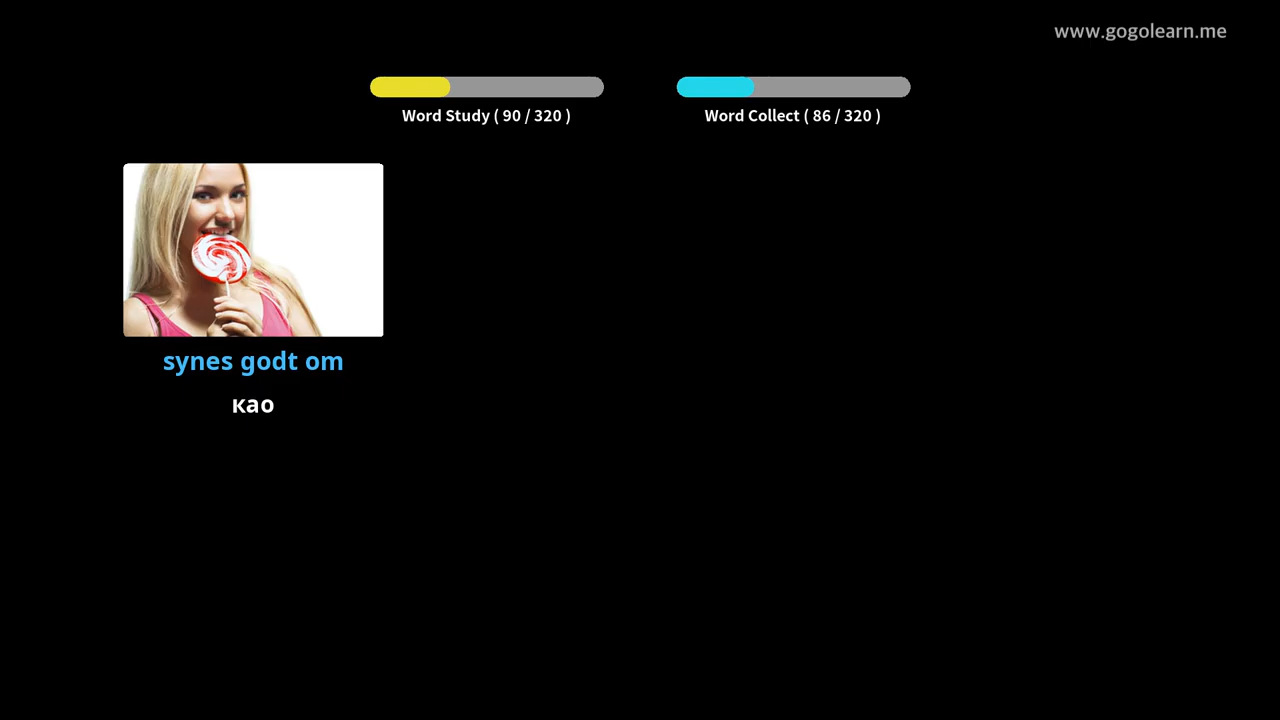 www.gogolearn.me
Word Study ( 90 / 320 )
Word Collect ( 86 / 320 )
synes godt om
као